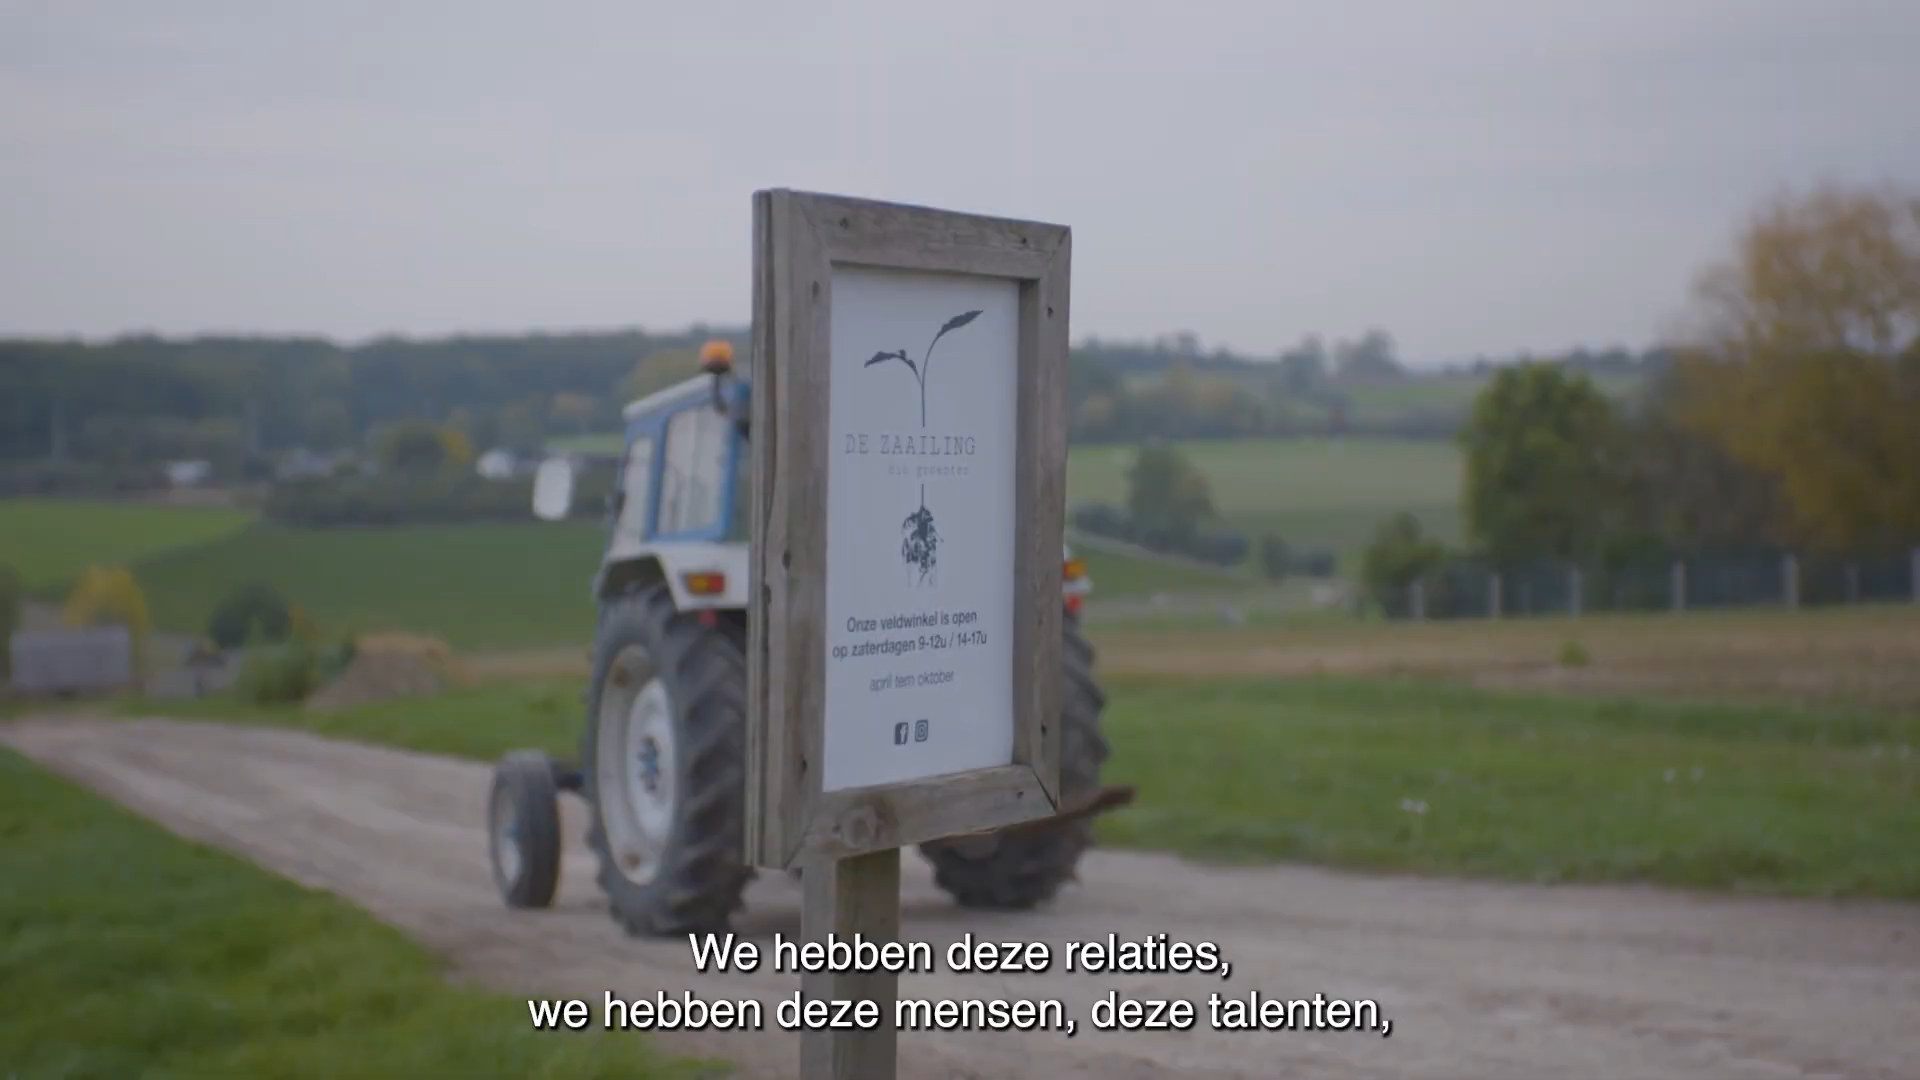 DE ZAAILING
bio groenten
Onze veldwinkel is open
op zaterdagen 9-12u / 14-17u
april tem oktober
We hebben deze relaties,
we hebben deze mensen, deze talenten,